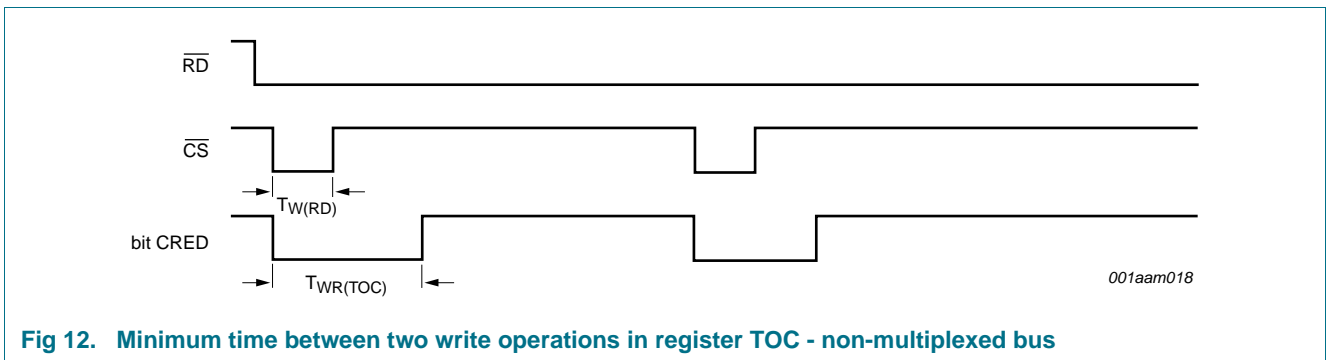 RD
CS
TW(RD)
bit CRED
TWR(TOC)
001aam018
Fig 12. Minimum time between two write operations in register TOC - non-multiplexed bus